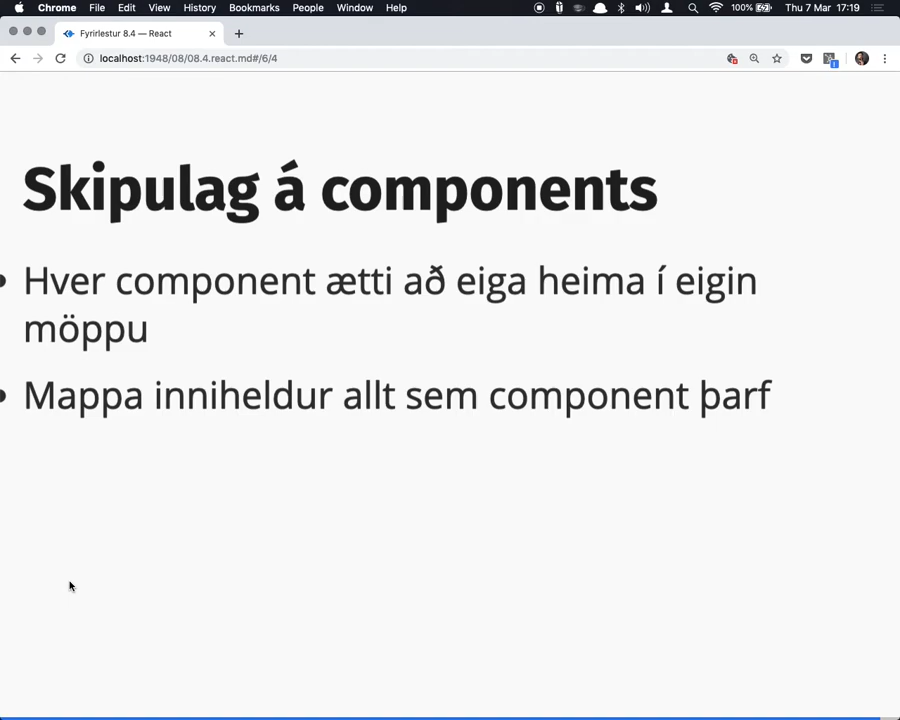 Chrome File Edit View History Bookmarks People Window Help 100% Thu 7 Mar 17:19
Fyrirlestur 8.4 — React
localhost:1948/08/08.4.react.md#/6/4
Skipulag á components
• Hver component ætti að eiga heima í eigin
möppu
• Mappa inniheldur allt sem component þarf